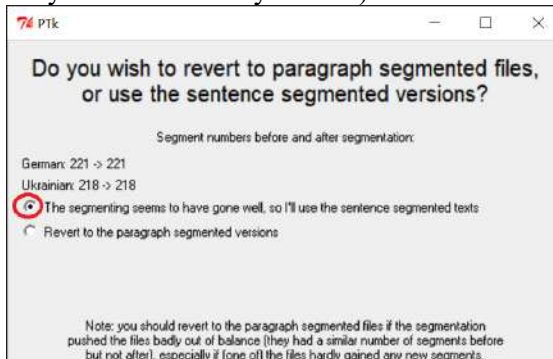 PTk
Do you wish to revert to paragraph segmented files,
or use the sentence segmented versions?
Segment numbers before and after segmentation:
German: 221 -> 221
Ukrainian: 218 -> 218
The segmenting seems to have gone well, so I'll use the sentence segmented texts
Revert to the paragraph segmented versions
Note: you should revert to the paragraph segmented files if the segmentation
pushed the files badly out of balance (they had a similar number of segments before
but not after), especially if (one of) the files hardly gained any new segments.